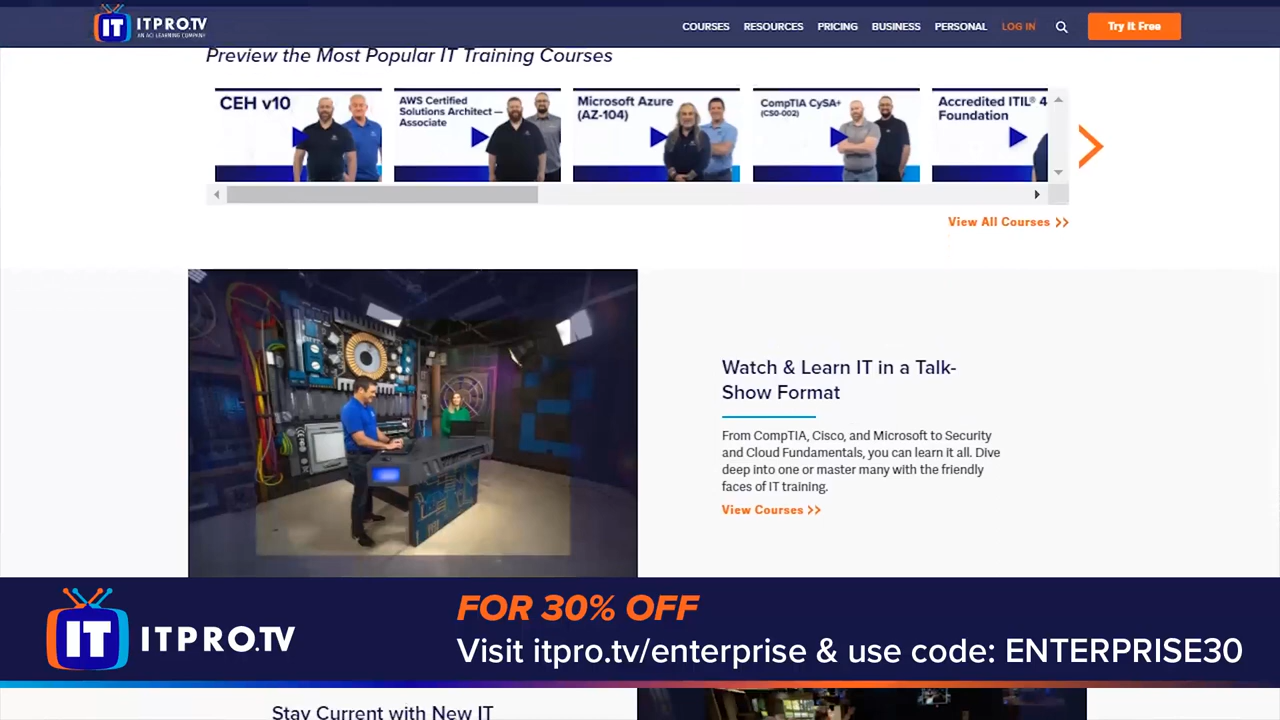 IT
ITPRO.TV
AN ACI LEARNING COMPANY
COURSES
RESOURCES
PRICING
BUSINESS
PERSONAL
LOG IN
Try It Free
Preview the Most Popular IT Training Courses
CEH v10
AWS Certified
Solutions Architect —
Associate
Microsoft Azure
(AZ-104)
CompTIA CySA+
(CS0-002)
Accredited ITIL® 4
Foundation
View All Courses >>
Watch & Learn IT in a Talk-
Show Format
From CompTIA, Cisco, and Microsoft to Security
and Cloud Fundamentals, you can learn it all. Dive
deep into one or master many with the friendly
faces of IT training.
View Courses >>
IT
ITPRO.TV
FOR 30% OFF
Visit itpro.tv/enterprise & use code: ENTERPRISE30
Stay Current with New IT